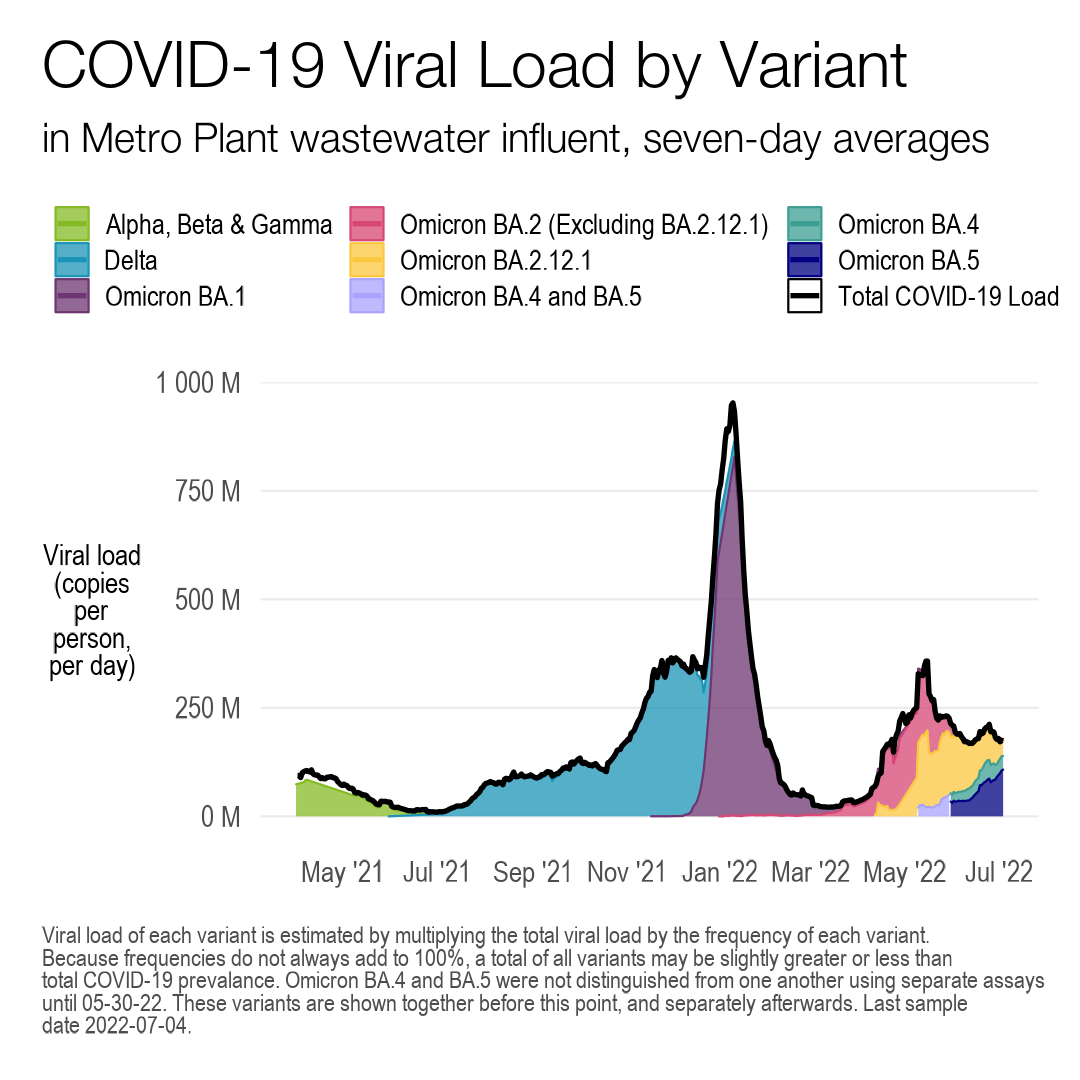 COVID-19 Viral Load by Variant
in Metro Plant wastewater influent, seven-day averages
Alpha, Beta & Gamma
Delta
Omicron BA.1
Omicron BA.2 (Excluding BA.2.12.1)
Omicron BA.2.12.1
Omicron BA.4 and BA.5
Omicron BA.4
Omicron BA.5
Total COVID-19 Load
Viral load
(copies
per
person,
per day)
1 000 M
750 M
500 M
250 M
0 M
May '21 Jul '21 Sep '21 Nov '21 Jan '22 Mar '22 May '22 Jul '22
Viral load of each variant is estimated by multiplying the total viral load by the frequency of each variant.
Because frequencies do not always add to 100%, a total of all variants may be slightly greater or less than
total COVID-19 prevalance. Omicron BA.4 and BA.5 were not distinguished from one another using separate assays
until 05-30-22. These variants are shown together before this point, and separately afterwards. Last sample
date 2022-07-04.